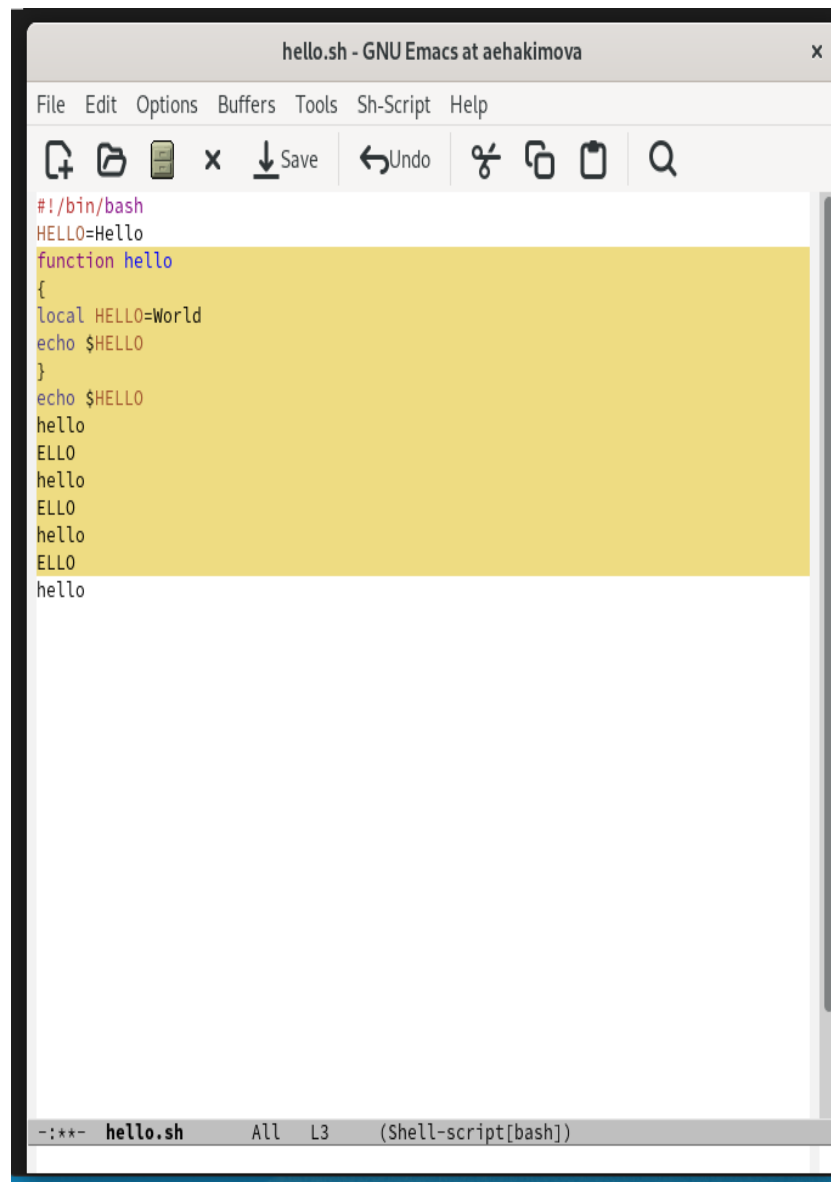 hello.sh - GNU Emacs at aehakimova ×
File Edit Options Buffers Tools Sh-Script Help
Save Undo
#!/bin/bash
HELLO=Hello
function hello
{
local HELLO=World
echo $HELLO
}
echo $HELLO
hello
ELLO
hello
ELLO
hello
ELLO
hello
-:**- hello.sh All L3 (Shell-script[bash])